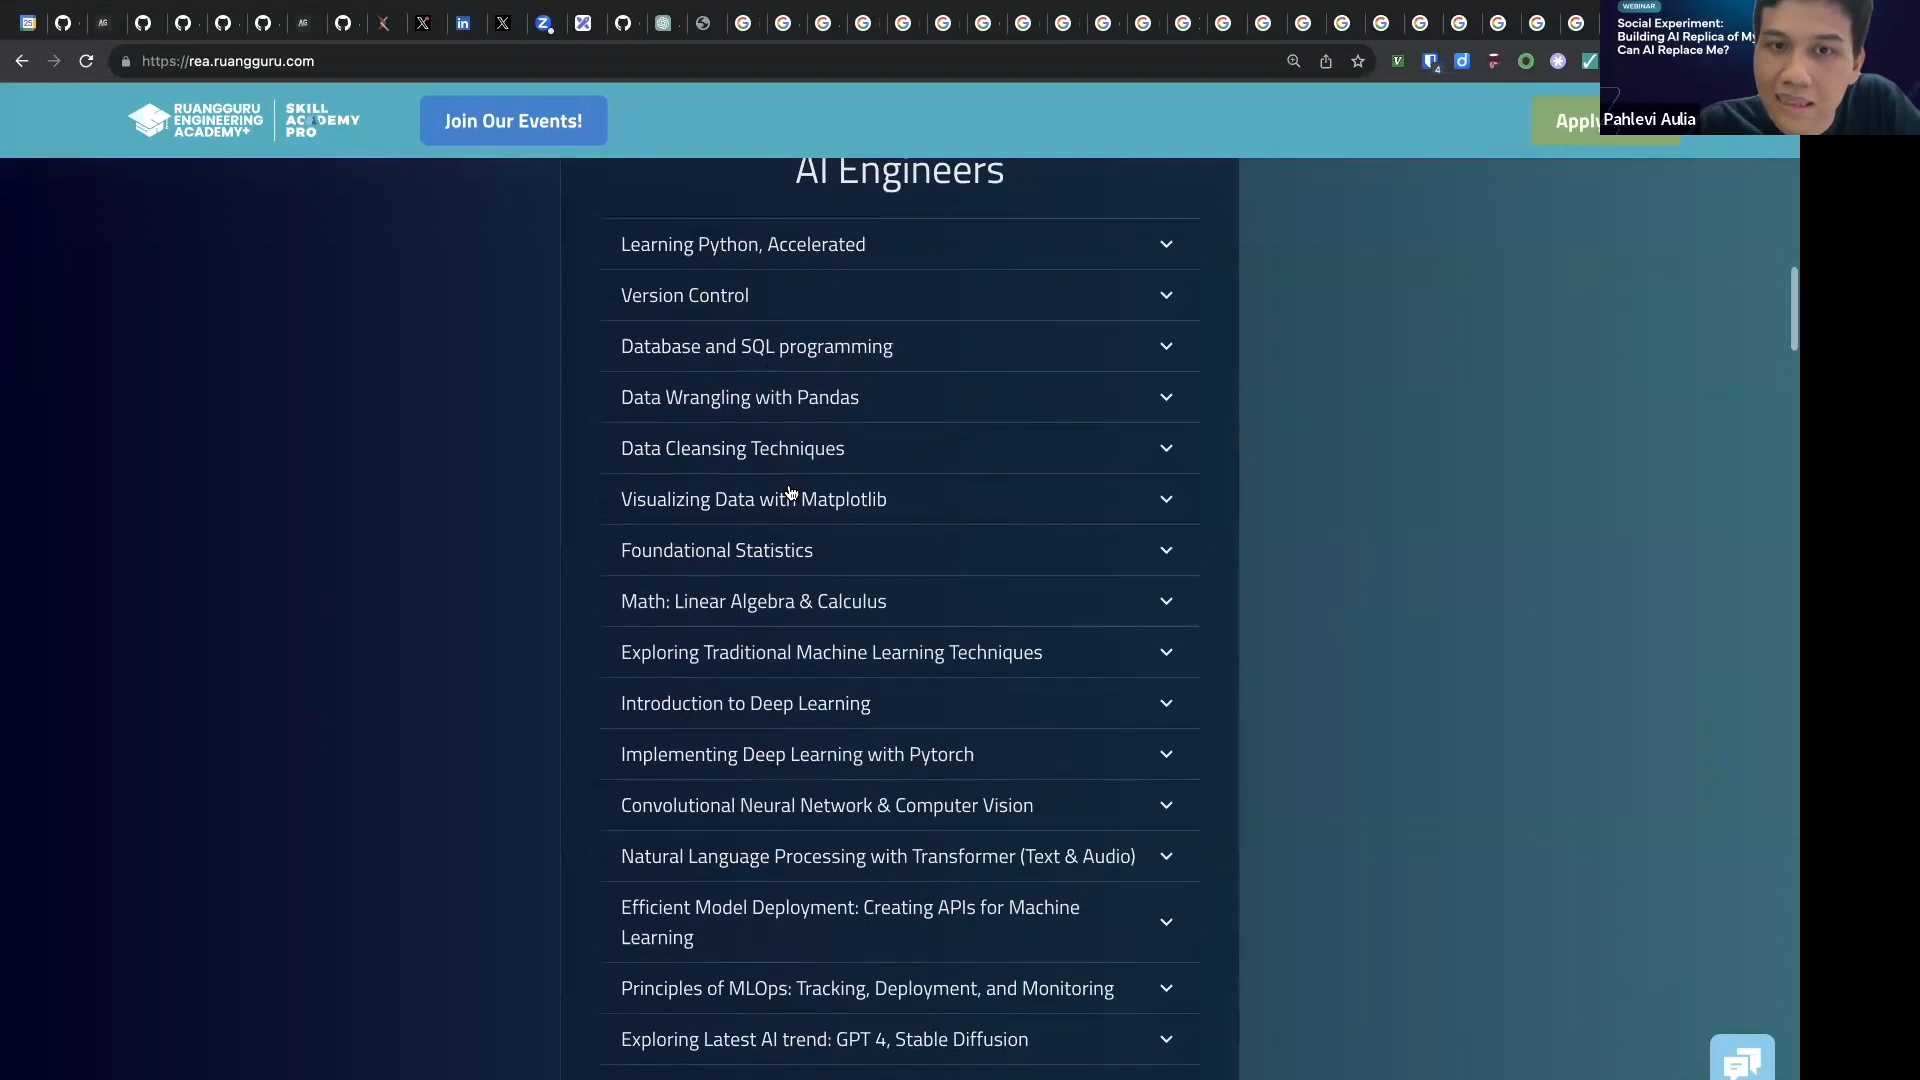 https://rea.ruangguru.com
WEBINAR
Social Experiment:
Building AI Replica of My
Can AI Replace Me?
Pahlevi Aulia
RUANGGURU
ENGINEERING
ACADEMY+
SKILL
ACADEMY
PRO
Join Our Events!
Apply
AI Engineers
Learning Python, Accelerated
Version Control
Database and SQL programming
Data Wrangling with Pandas
Data Cleansing Techniques
Visualizing Data with Matplotlib
Foundational Statistics
Math: Linear Algebra & Calculus
Exploring Traditional Machine Learning Techniques
Introduction to Deep Learning
Implementing Deep Learning with Pytorch
Convolutional Neural Network & Computer Vision
Natural Language Processing with Transformer (Text & Audio)
Efficient Model Deployment: Creating APIs for Machine
Learning
Principles of MLOps: Tracking, Deployment, and Monitoring
Exploring Latest AI trend: GPT 4, Stable Diffusion